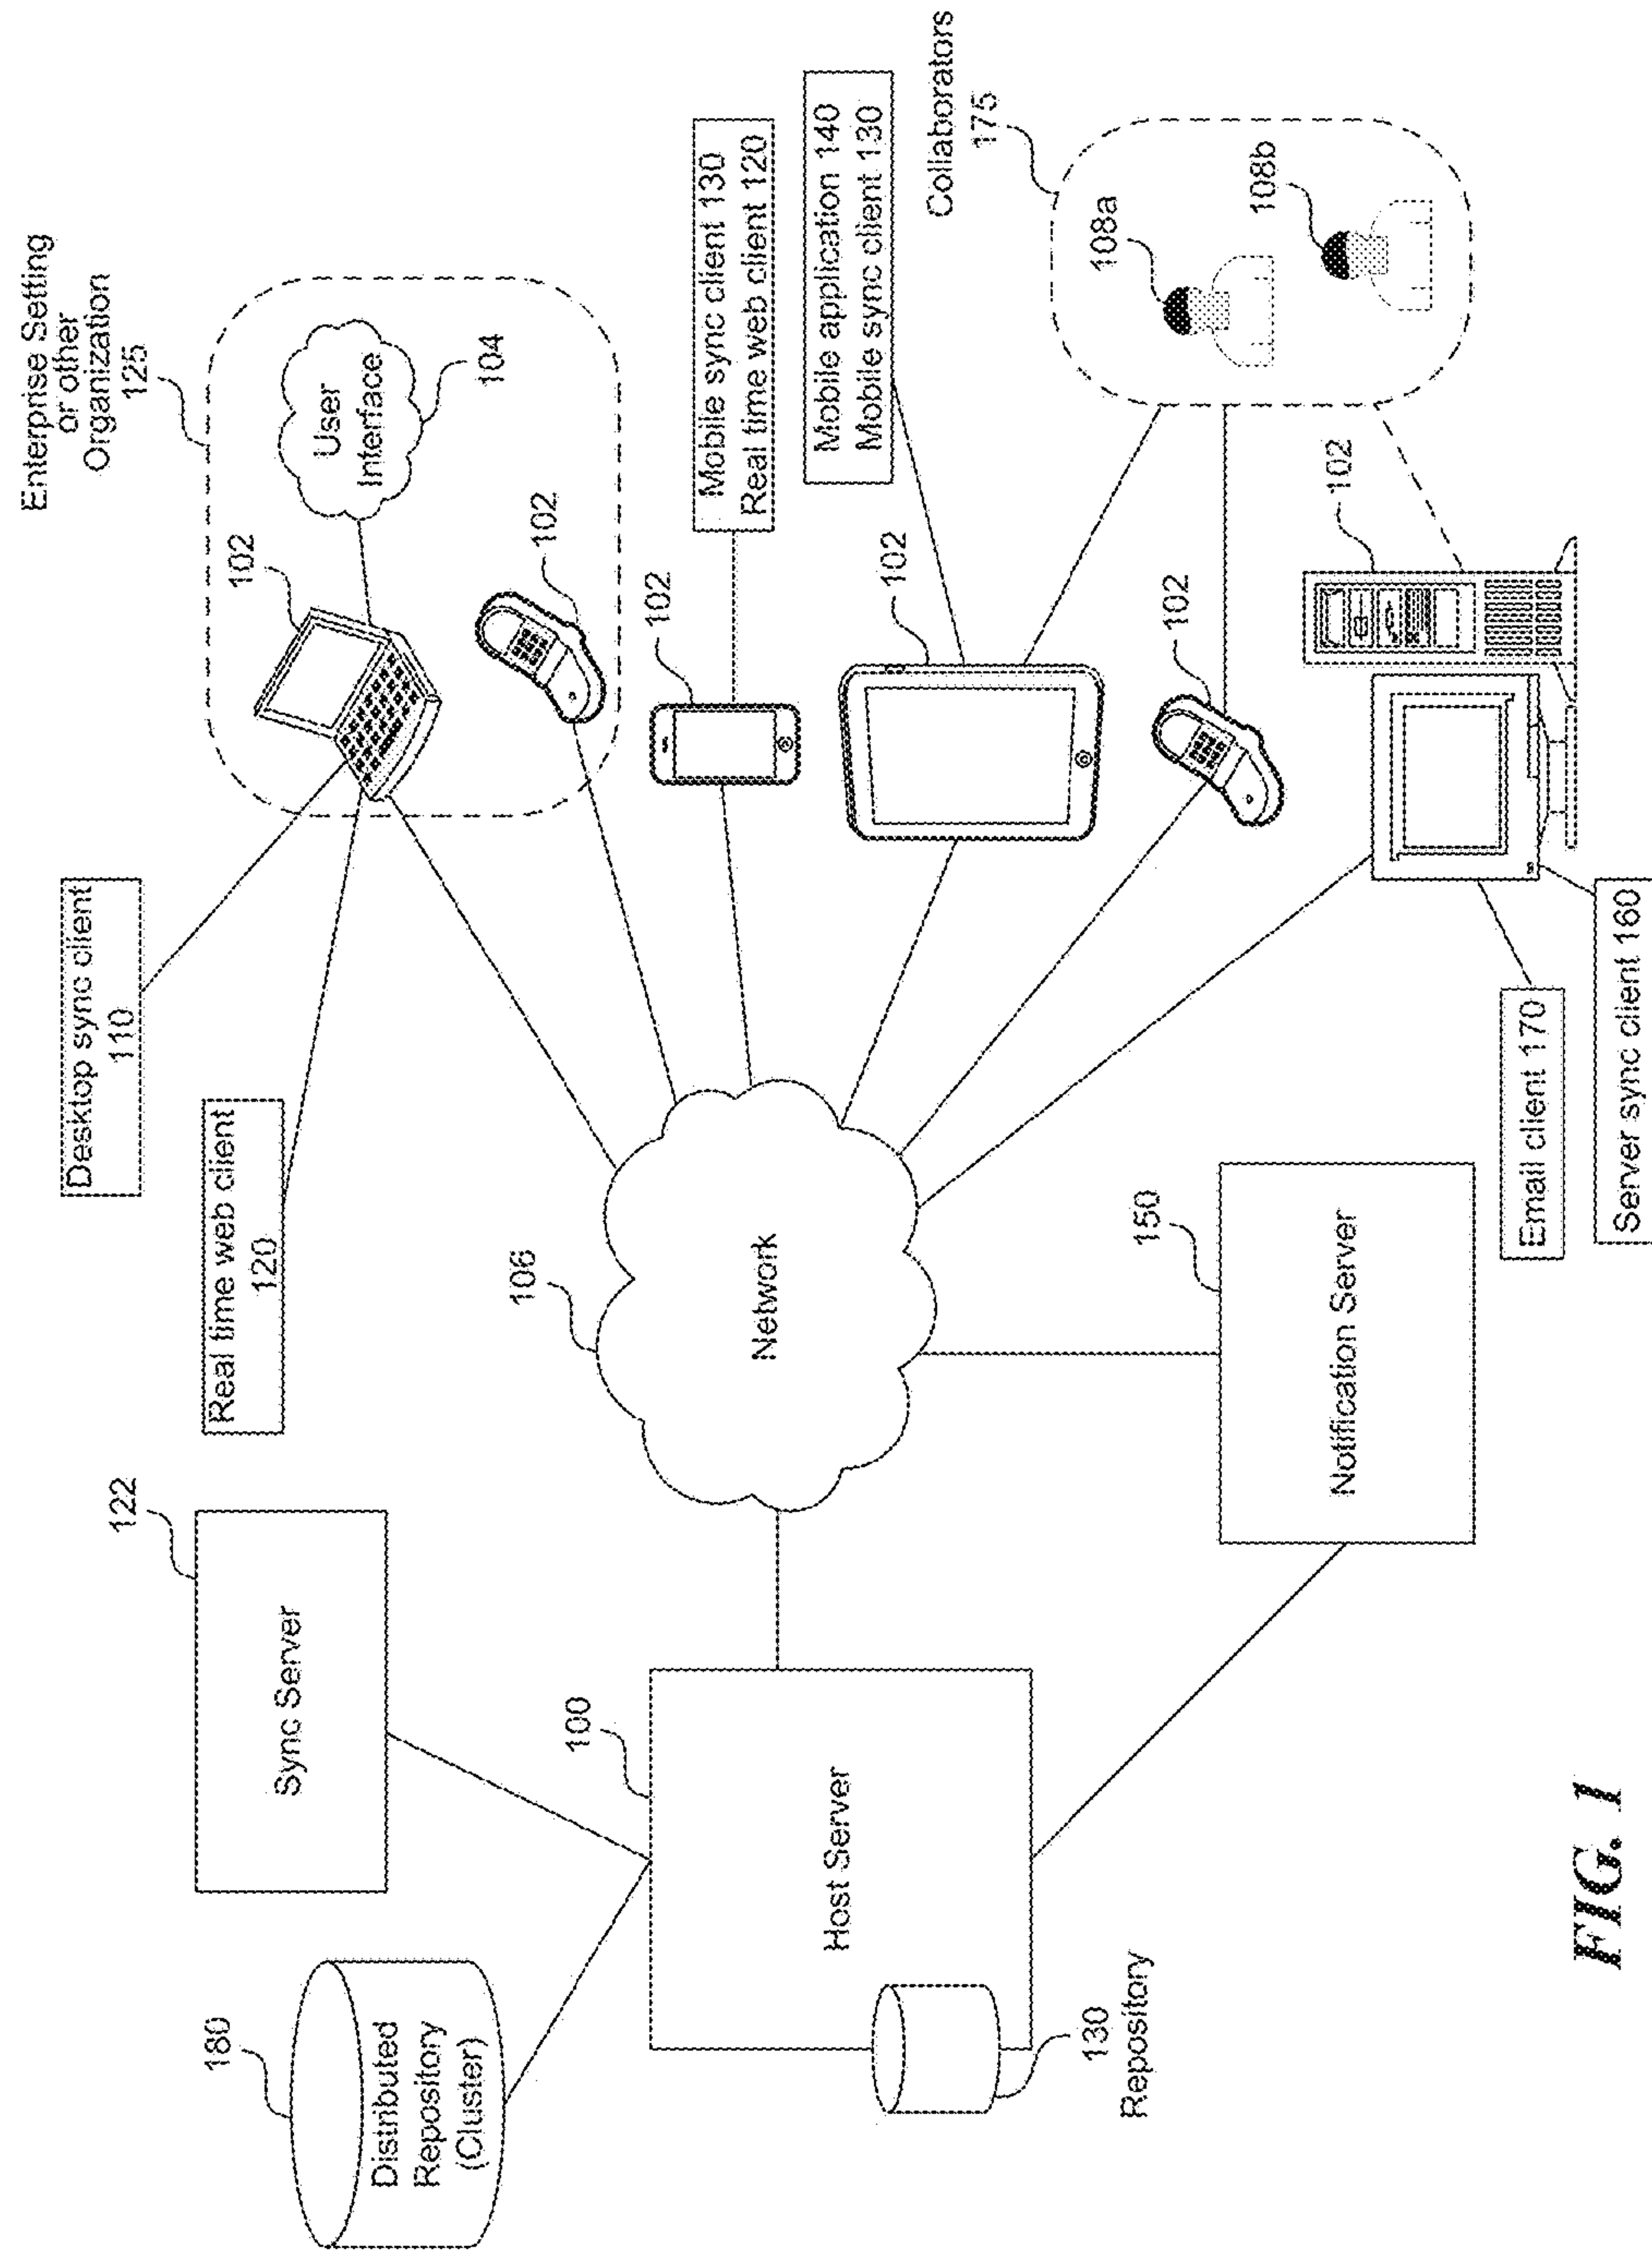 180
Distributed
Repository
(Cluster)
122
Sync Server
100
Host Server
130
Repository
Real time web client
120
Desktop sync client
110
106
Network
150
Notification Server
Enterprise Setting
or other
Organization
125
102
User
Interface
104
102
102
Mobile sync client 130
Real time web client 120
102
Mobile application 140
Mobile sync client 130
102
Collaborators
175
108a
108b
102
Email client 170
Server sync client 160
FIG. 1